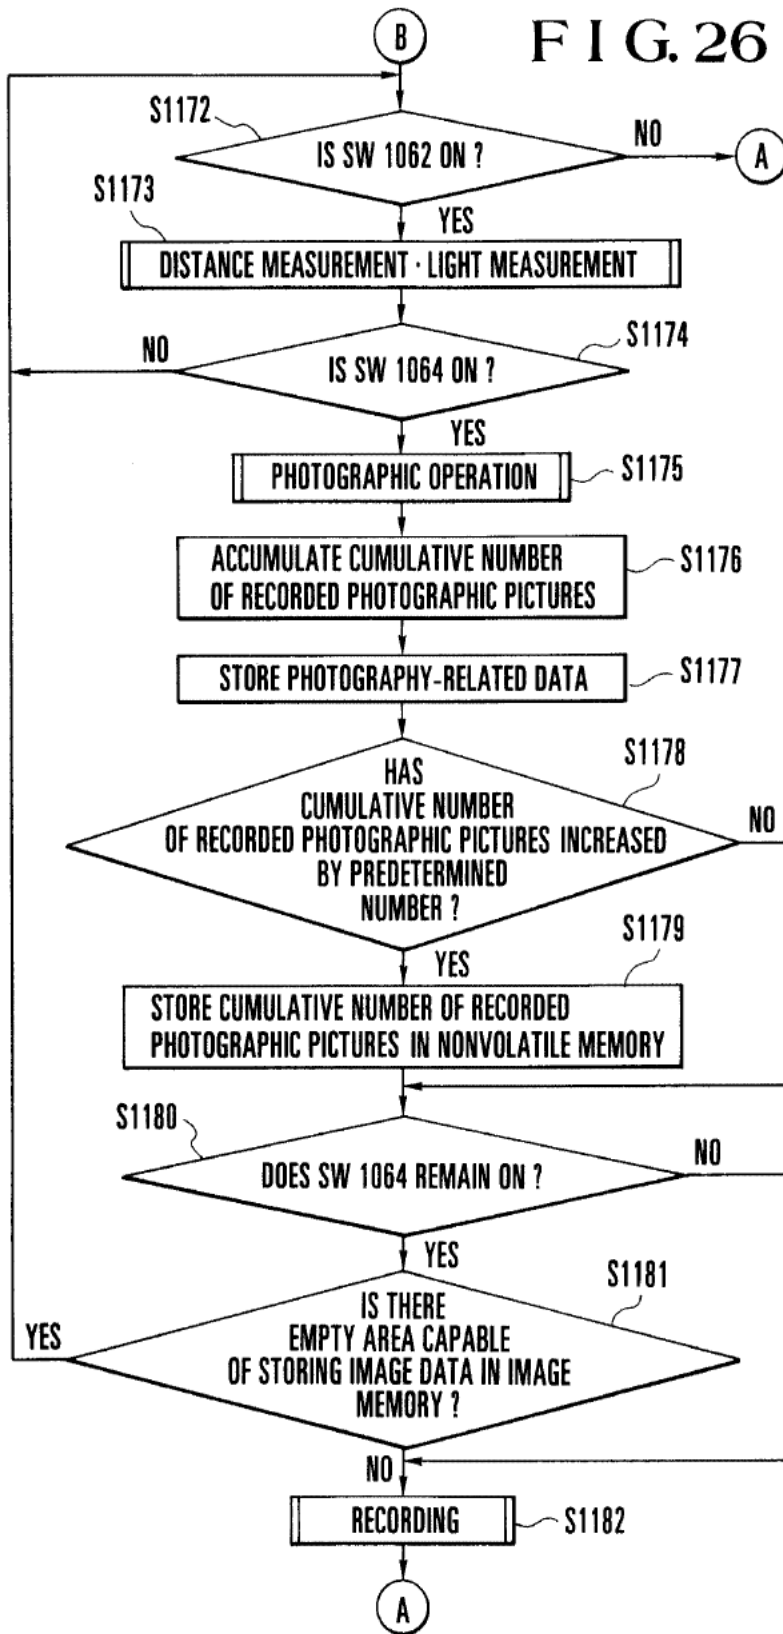 B
FIG. 26
S1172
IS SW 1062 ON ?
NO
A
S1173
YES
DISTANCE MEASUREMENT · LIGHT MEASUREMENT
NO
S1174
IS SW 1064 ON ?
YES
PHOTOGRAPHIC OPERATION
S1175
ACCUMULATE CUMULATIVE NUMBER
OF RECORDED PHOTOGRAPHIC PICTURES
S1176
STORE PHOTOGRAPHY-RELATED DATA
S1177
S1178
HAS
CUMULATIVE NUMBER
OF RECORDED PHOTOGRAPHIC PICTURES INCREASED
BY PREDETERMINED
NUMBER ?
NO
YES
S1179
STORE CUMULATIVE NUMBER OF RECORDED
PHOTOGRAPHIC PICTURES IN NONVOLATILE MEMORY
S1180
DOES SW 1064 REMAIN ON ?
NO
YES
S1181
IS THERE
EMPTY AREA CAPABLE
OF STORING IMAGE DATA IN IMAGE
MEMORY ?
YES
NO
RECORDING
S1182
A